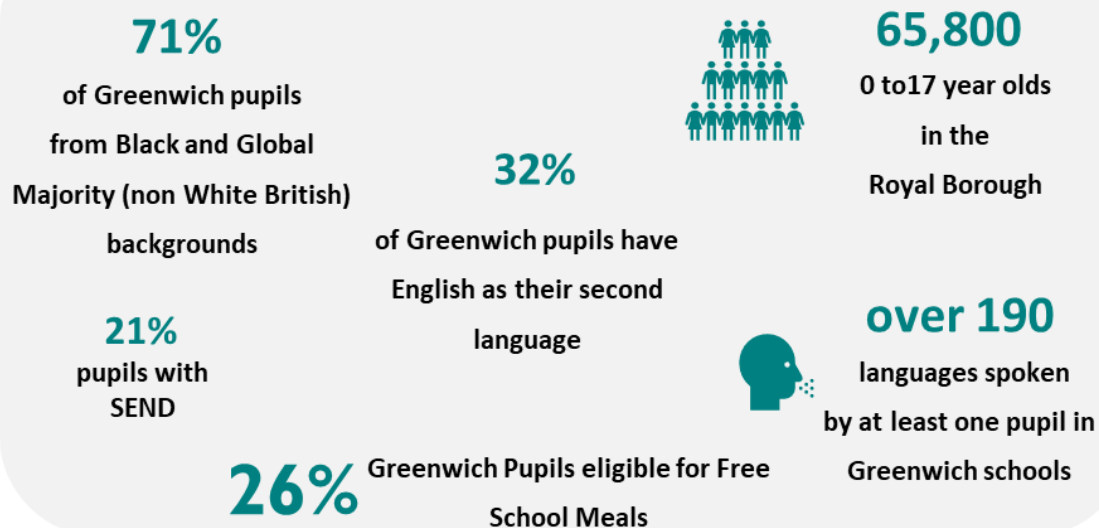 71%
of Greenwich pupils
from Black and Global
Majority (non White British)
backgrounds
65,800
0 to17 year olds
in the
Royal Borough
32%
of Greenwich pupils have
English as their second
language
21%
pupils with
SEND
over 190
languages spoken
by at least one pupil in
Greenwich schools
26%
Greenwich Pupils eligible for Free
School Meals